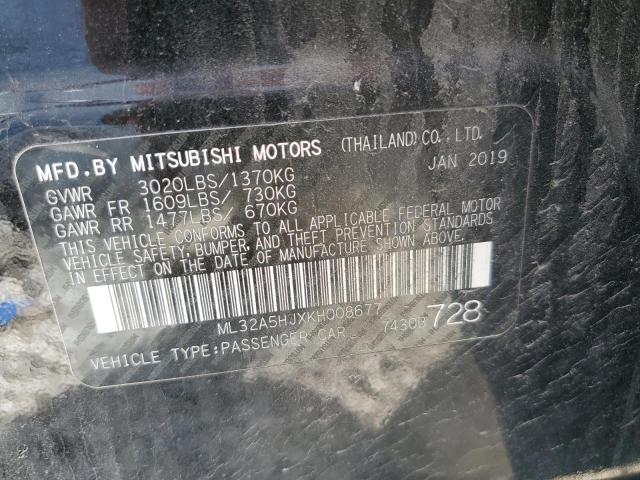 MFD.BY MITSUBISHI MOTORS (THAILAND) CO., LTD.
JAN 2019
GVWR 3020LBS/1370KG
GAWR FR 1609LBS/ 730KG
GAWR RR 1477LBS/ 670KG
THIS VEHICLE CONFORMS TO ALL APPLICABLE FEDERAL MOTOR
VEHICLE SAFETY, BUMPER, AND THEFT PREVENTION STANDARDS
IN EFFECT ON THE DATE OF MANUFACTURE SHOWN ABOVE.
ML32A5HJXKH008677 7430B 728
VEHICLE TYPE:PASSENGER CAR